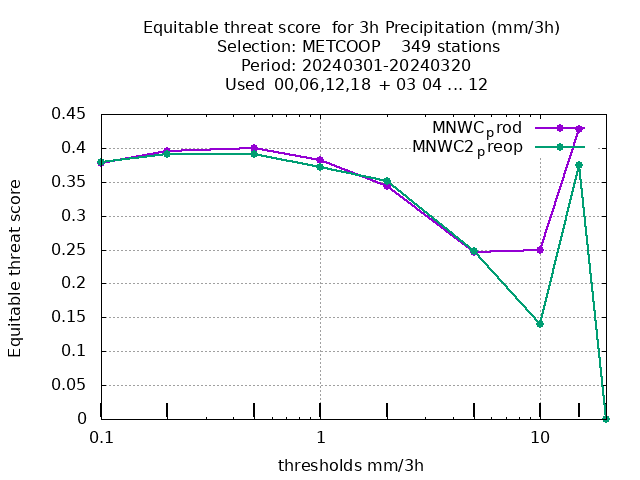 Equitable threat score  for 3h Precipitation (mm/3h)
Selection: METCOOP    349 stations
Period: 20240301-20240320
Used  00,06,12,18 + 03 04 ... 12
MNWC_prod
MNWC2_preop
Equitable threat score
0.45
0.4
0.35
0.3
0.25
0.2
0.15
0.1
0.05
0
0.1 1 10
thresholds mm/3h